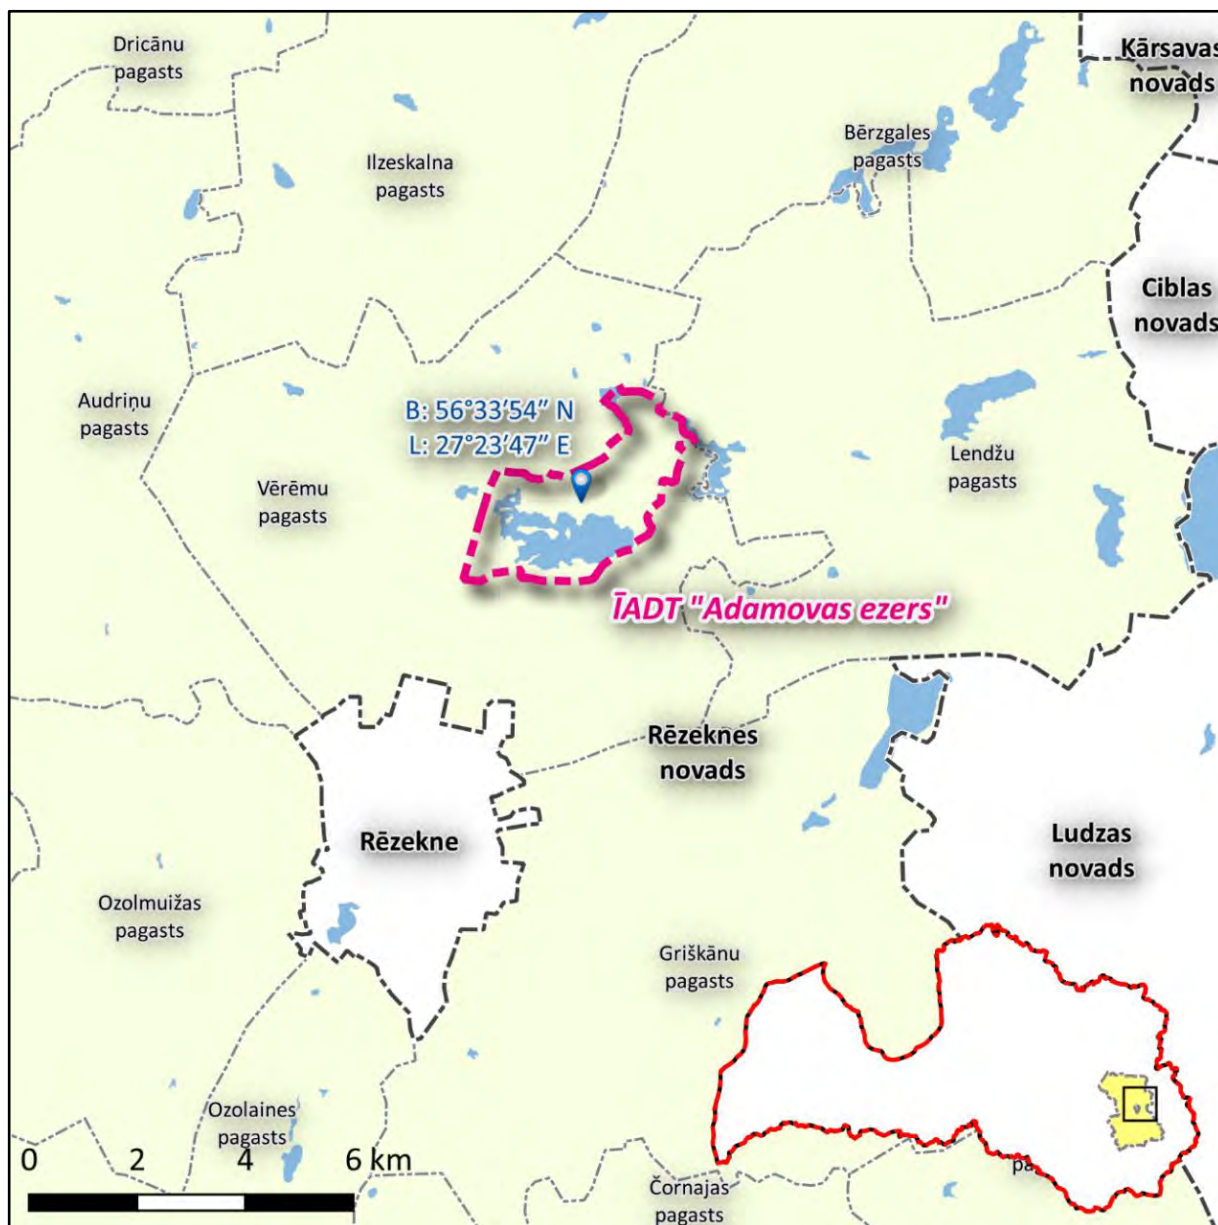 Dricānu
pagasts
Kārsavas
novads
Bērzgales
pagasts
Ilzeskalna
pagasts
Ciblas
novads
Audriņu
pagasts
B: 56°33’54” N
L: 27°23’47” E
Vērēmu
pagasts
Lendžu
pagasts
ĪADT "Adamovas ezers"
Rēzeknes
novads
Rēzekne
Ludzas
novads
Ozolmuižas
pagasts
Griškānu
pagasts
Ozolaines
pagasts
0 2 4 6 km
Čornajas
pagasts